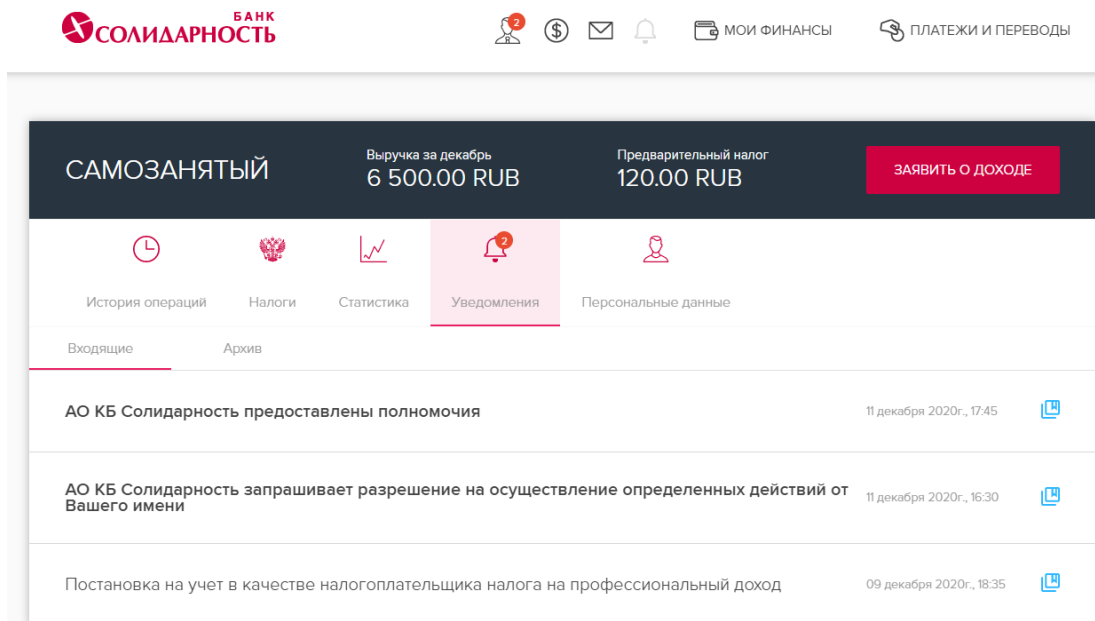 БАНК
СОЛИДАРНОСТЬ
2
МОИ ФИНАНСЫ
ПЛАТЕЖИ И ПЕРЕВОДЫ
САМОЗАНЯТЫЙ
Выручка за декабрь
6 500.00 RUB
Предварительный налог
120.00 RUB
ЗАЯВИТЬ О ДОХОДЕ
2
История операций
Налоги
Статистика
Уведомления
Персональные данные
Входящие
Архив
АО КБ Солидарность предоставлены полномочия
11 декабря 2020г., 17:45
АО КБ Солидарность запрашивает разрешение на осуществление определенных действий от
Вашего имени
11 декабря 2020г., 16:30
Постановка на учет в качестве налогоплательщика налога на профессиональный доход
09 декабря 2020г., 18:35